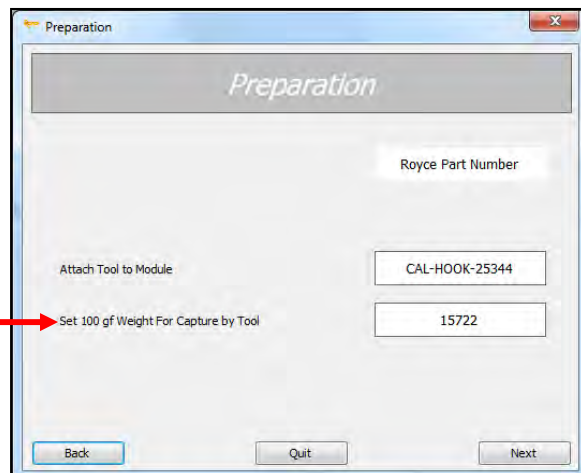 Preparation
Preparation
Royce Part Number
Attach Tool to Module CAL-HOOK-25344
Set 100 gf Weight For Capture by Tool 15722
Back Quit Next